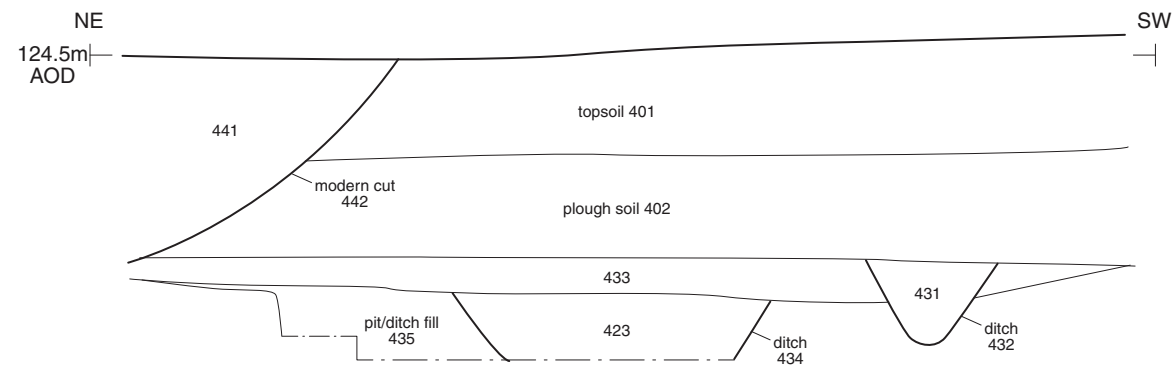 NE
SW
124.5m
AOD
441
topsoil 401
modern cut
442
plough soil 402
433
431
pit/ditch fill
435
423
ditch
434
ditch
432